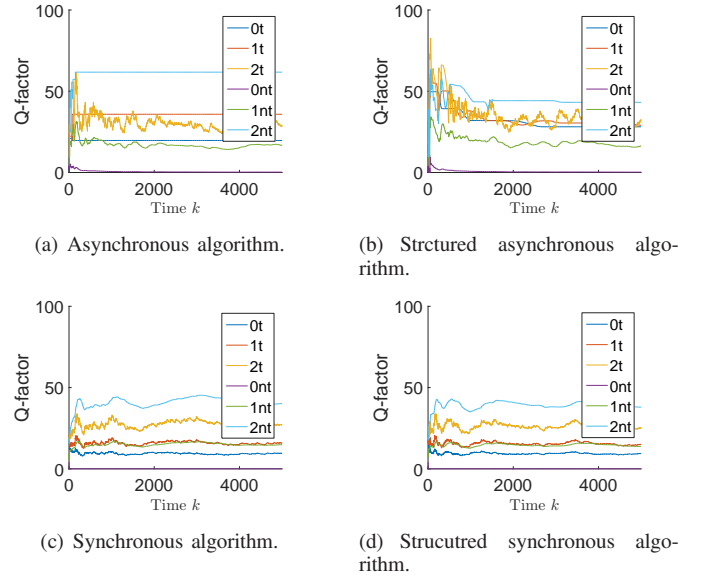 100
50
0
Q-factor
0
2000
4000
Time k
0t
1t
2t
0nt
1nt
2nt
(a) Asynchronous algorithm.
100
50
0
Q-factor
0
2000
4000
Time k
0t
1t
2t
0nt
1nt
2nt
(b) Strctured asynchronous algo-
rithm.
100
50
0
Q-factor
0
2000
4000
Time k
0t
1t
2t
0nt
1nt
2nt
(c) Synchronous algorithm.
100
50
0
Q-factor
0
2000
4000
Time k
0t
1t
2t
0nt
1nt
2nt
(d) Strucutred synchronous algo-
rithm.